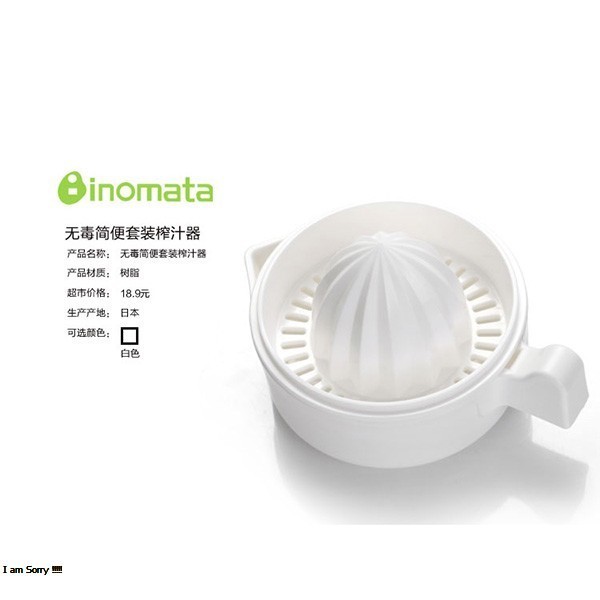 inomata
无毒简便套装榨汁器
产品名称: 无毒简便套装榨汁器
产品材质: 树脂
超市价格: 18.9元
生产产地: 日本
可选颜色:
白色
I am Sorry !!!!!